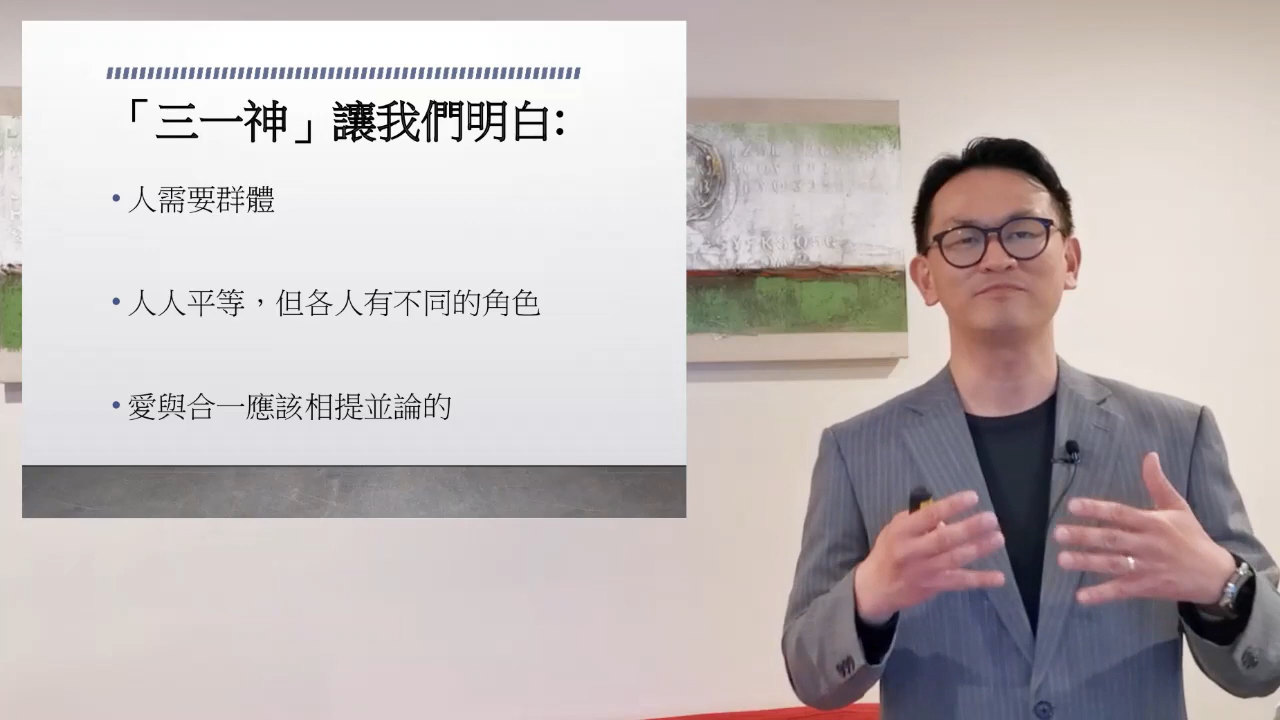 「三一神」讓我們明白:
• 人需要群體
• 人人平等，但各人有不同的角色
• 愛與合一應該相提並論的